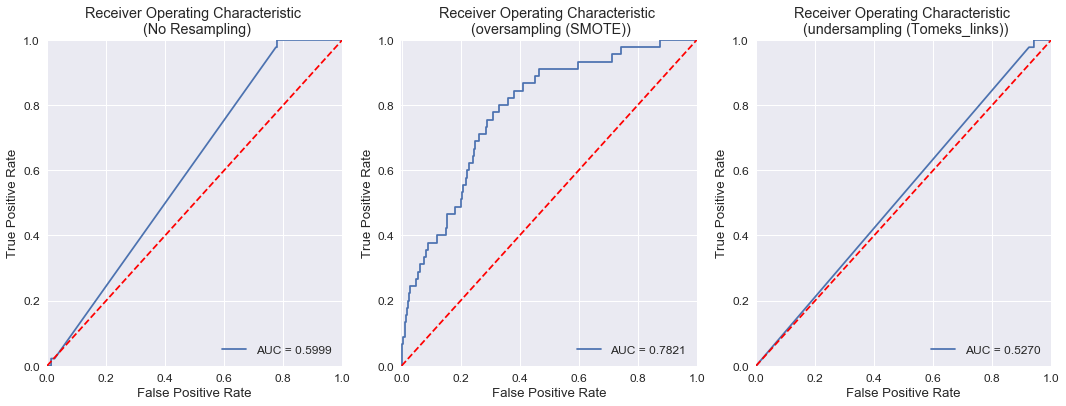 Receiver Operating Characteristic
(No Resampling)
1.0
0.8
0.6
0.4
0.2
0.0
True Positive Rate
AUC = 0.5999
0.0 0.2 0.4 0.6 0.8 1.0
False Positive Rate
Receiver Operating Characteristic
(oversampling (SMOTE))
1.0
0.8
0.6
0.4
0.2
0.0
True Positive Rate
AUC = 0.7821
0.0 0.2 0.4 0.6 0.8 1.0
False Positive Rate
Receiver Operating Characteristic
(undersampling (Tomeks_links))
1.0
0.8
0.6
0.4
0.2
0.0
True Positive Rate
AUC = 0.5270
0.0 0.2 0.4 0.6 0.8 1.0
False Positive Rate